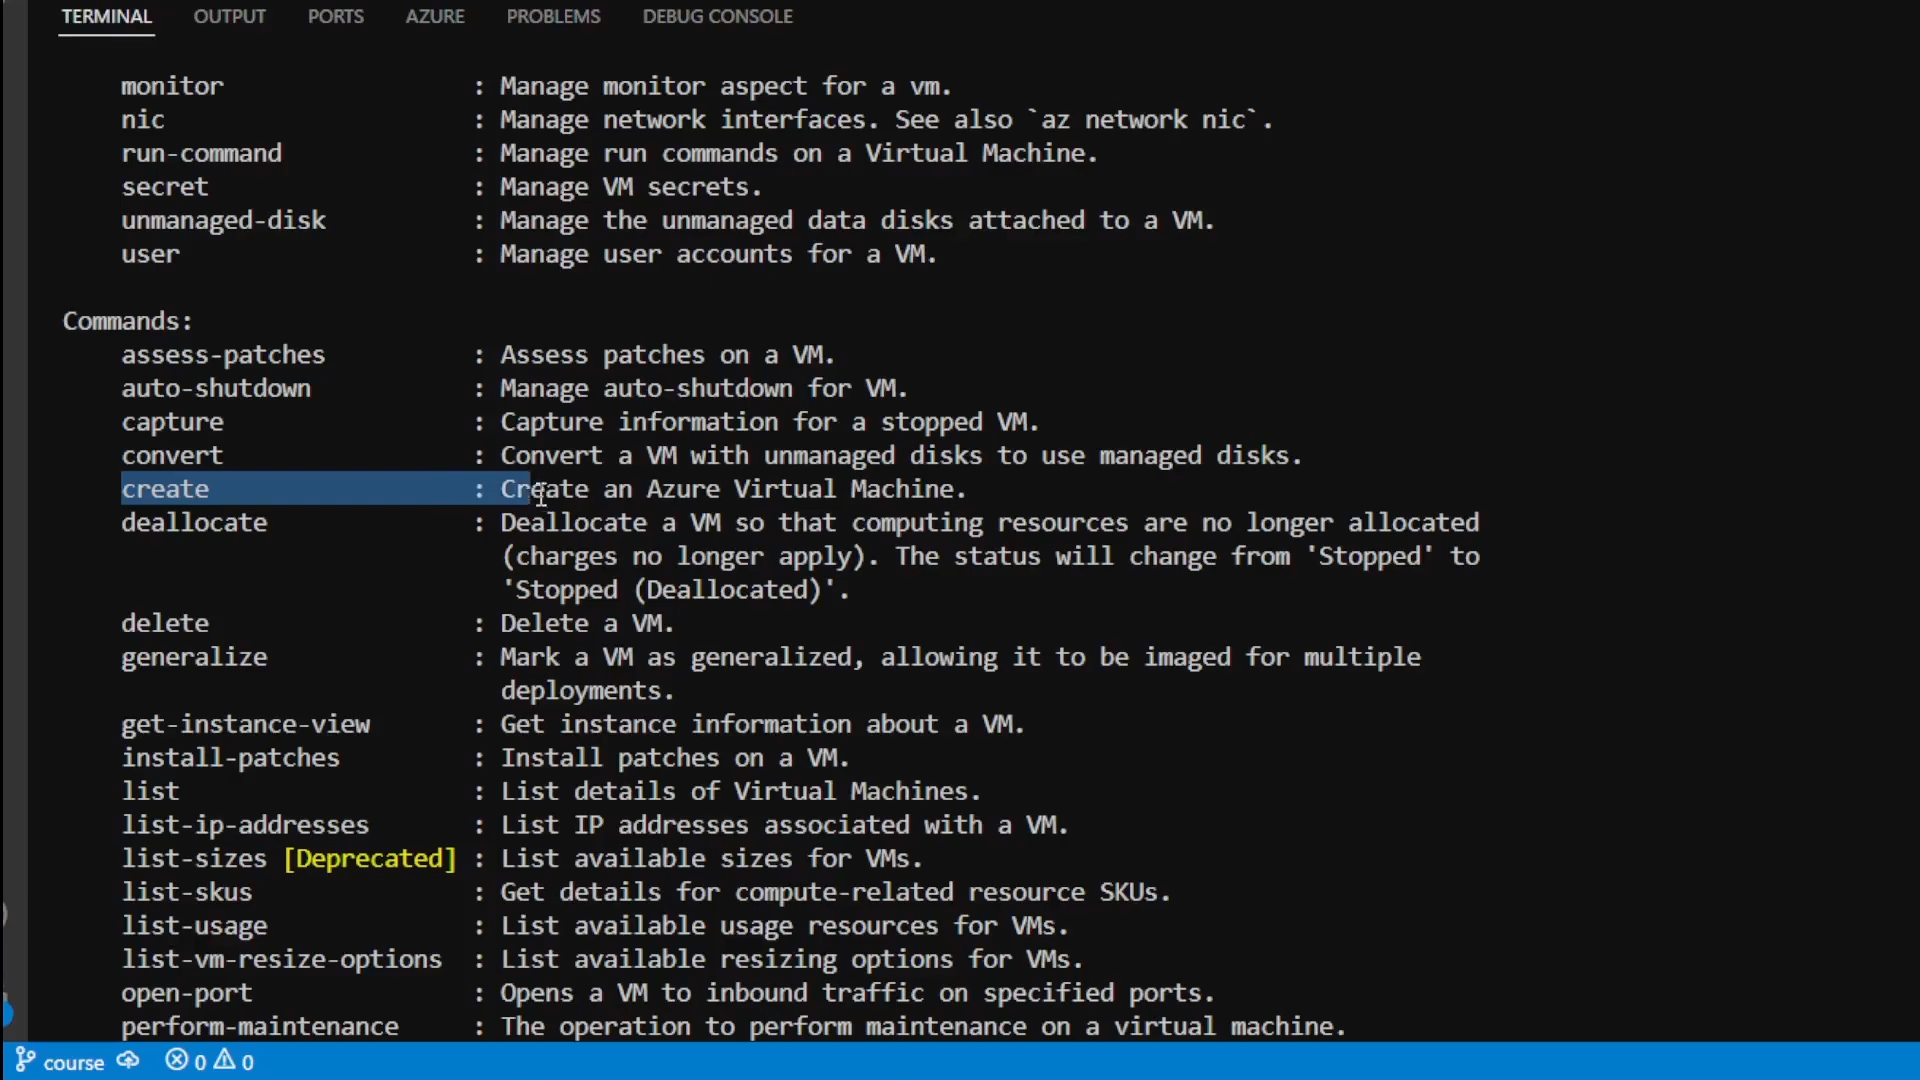 TERMINAL OUTPUT PORTS AZURE PROBLEMS DEBUG CONSOLE
monitor : Manage monitor aspect for a vm.
nic : Manage network interfaces. See also `az network nic`.
run-command : Manage run commands on a Virtual Machine.
secret : Manage VM secrets.
unmanaged-disk : Manage the unmanaged data disks attached to a VM.
user : Manage user accounts for a VM.
Commands:
assess-patches : Assess patches on a VM.
auto-shutdown : Manage auto-shutdown for VM.
capture : Capture information for a stopped VM.
convert : Convert a VM with unmanaged disks to use managed disks.
create : Create an Azure Virtual Machine.
deallocate : Deallocate a VM so that computing resources are no longer allocated
(charges no longer apply). The status will change from 'Stopped' to
'Stopped (Deallocated)'.
delete : Delete a VM.
generalize : Mark a VM as generalized, allowing it to be imaged for multiple
deployments.
get-instance-view : Get instance information about a VM.
install-patches : Install patches on a VM.
list : List details of Virtual Machines.
list-ip-addresses : List IP addresses associated with a VM.
list-sizes [Deprecated] : List available sizes for VMs.
list-skus : Get details for compute-related resource SKUs.
list-usage : List available usage resources for VMs.
list-vm-resize-options : List available resizing options for VMs.
open-port : Opens a VM to inbound traffic on specified ports.
perform-maintenance : The operation to perform maintenance on a virtual machine.
course 0 0